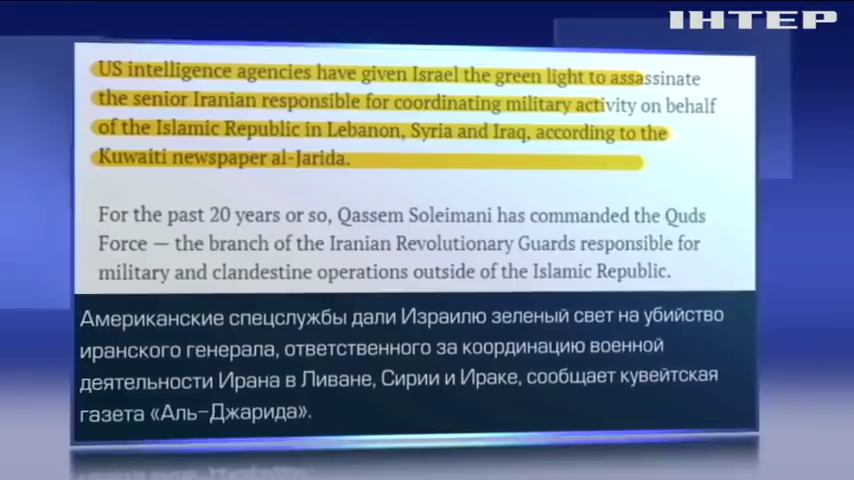 ІНТЕР
US intelligence agencies have given Israel the green light to assassinate
the senior Iranian responsible for coordinating military activity on behalf
of the Islamic Republic in Lebanon, Syria and Iraq, according to the
Kuwaiti newspaper al-Jarida.
For the past 20 years or so, Qassem Soleimani has commanded the Quds
Force — the branch of the Iranian Revolutionary Guards responsible for
military and clandestine operations outside of the Islamic Republic.
Американские спецслужбы дали Израилю зеленый свет на убийство
иранского генерала, ответственного за координацию военной
деятельности Ирана в Ливане, Сирии и Ираке, сообщает кувейтская
газета «Аль-Джарида».